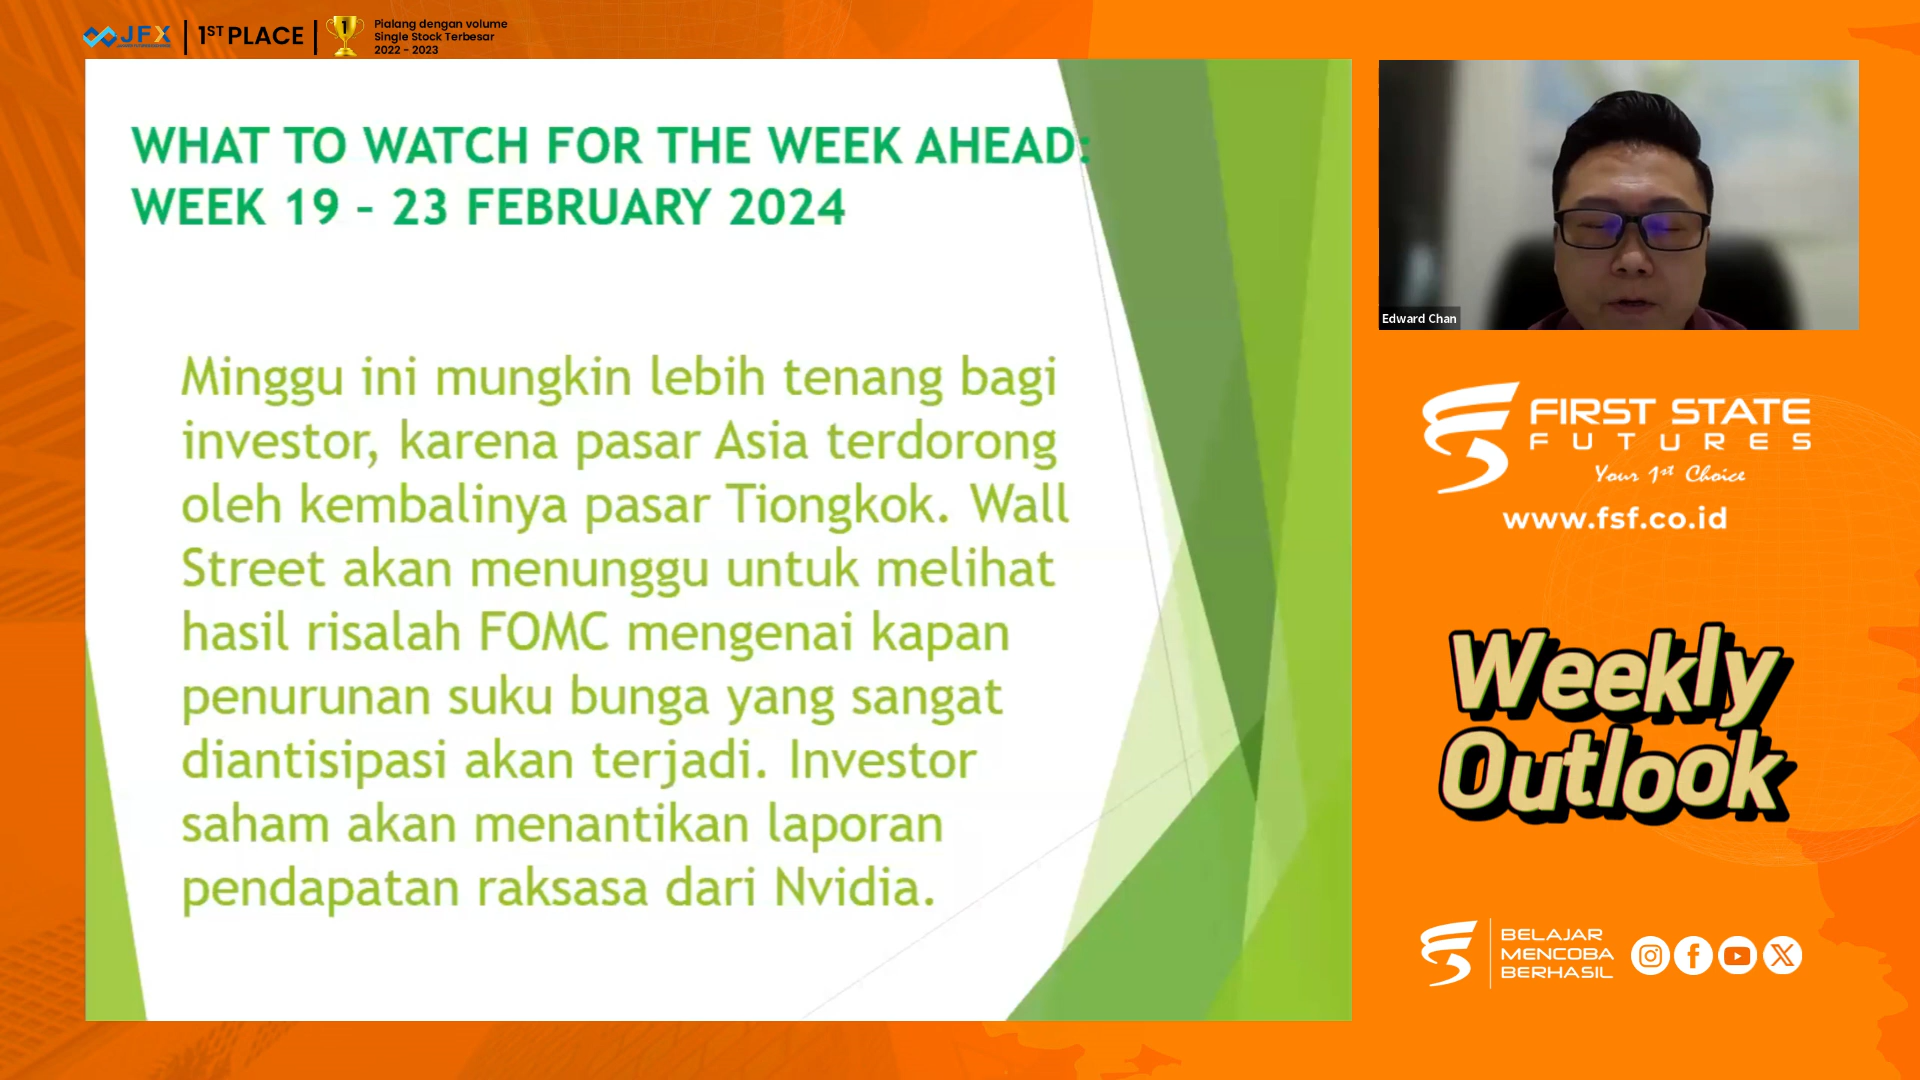 JFX
1ST PLACE
Pialang dengan volume
Single Stock Terbesar
2022 - 2023
WHAT TO WATCH FOR THE WEEK AHEAD:
WEEK 19 – 23 FEBRUARY 2024
Minggu ini mungkin lebih tenang bagi
investor, karena pasar Asia terdorong
oleh kembalinya pasar Tiongkok. Wall
Street akan menunggu untuk melihat
hasil risalah FOMC mengenai kapan
penurunan suku bunga yang sangat
diantisipasi akan terjadi. Investor
saham akan menantikan laporan
pendapatan raksasa dari Nvidia.
Edward Chan
FIRST STATE
FUTURES
Your 1st Choice
www.fsf.co.id
Weekly
Outlook
BELAJAR
MENCOBA
BERHASIL